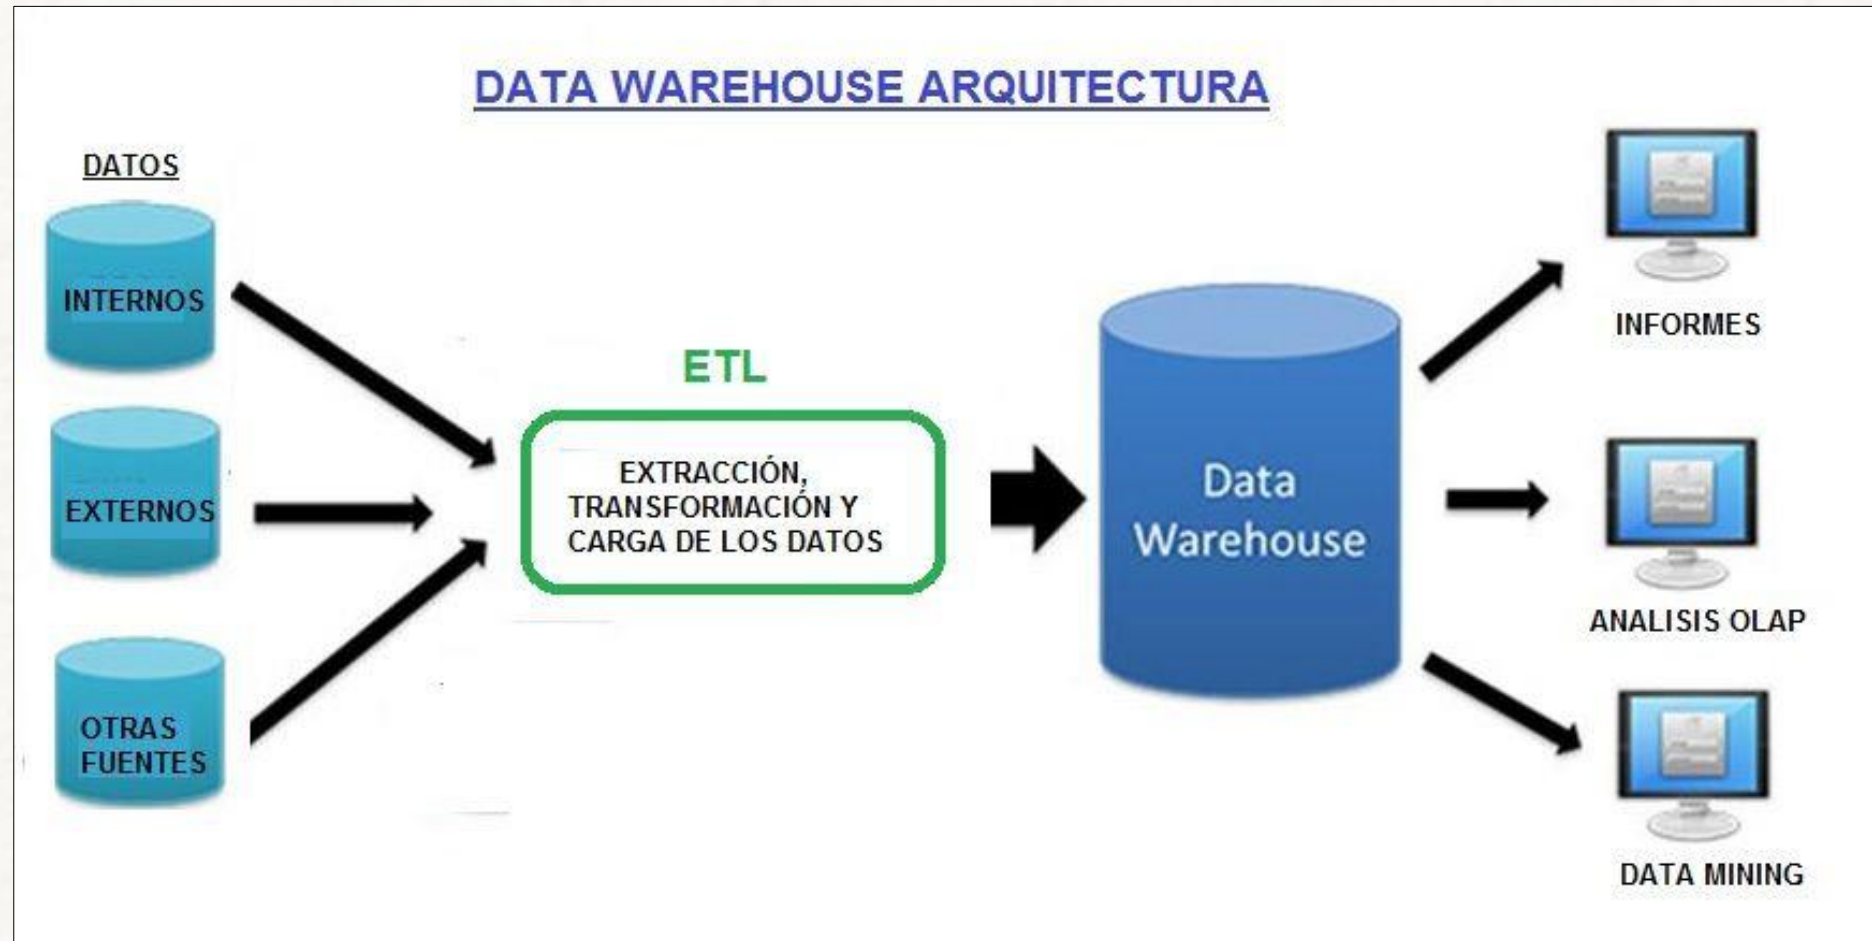 DATA WAREHOUSE ARQUITECTURA
DATOS
INTERNOS
EXTERNOS
OTRAS
FUENTES
ETL
EXTRACCIÓN,
TRANSFORMACIÓN Y
CARGA DE LOS DATOS
Data
Warehouse
INFORMES
ANALISIS OLAP
DATA MINING